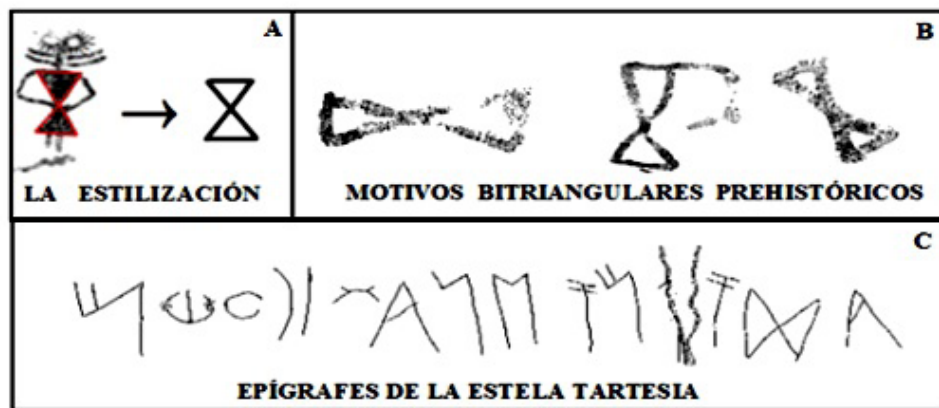 A
B
LA ESTILIZACIÓN
MOTIVOS BITRIANGULARES PREHISTÓRICOS
C
EPÍGRAFES DE LA ESTELA TARTESIA